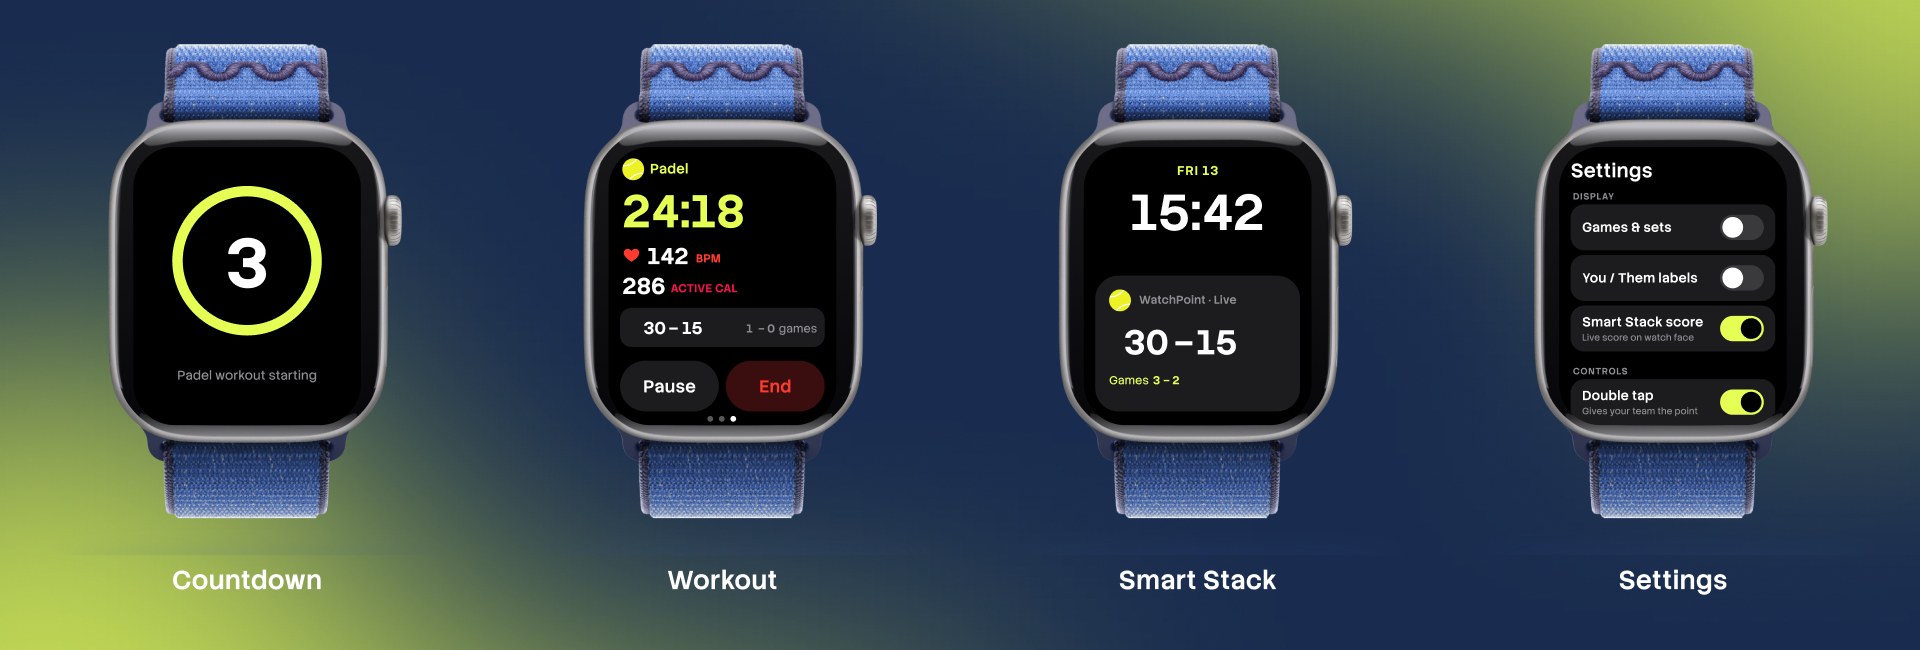 3
Padel workout starting
Countdown
Padel
24:18
142 BPM
286 ACTIVE CAL
30 – 15 1 – 0 games
Pause End
Workout
FRI 13
15:42
WatchPoint · Live
30 – 15
Games 3 – 2
Smart Stack
Settings
DISPLAY
Games & sets
You / Them labels
Smart Stack score
Live score on watch face
CONTROLS
Double tap
Gives your team the point
Settings